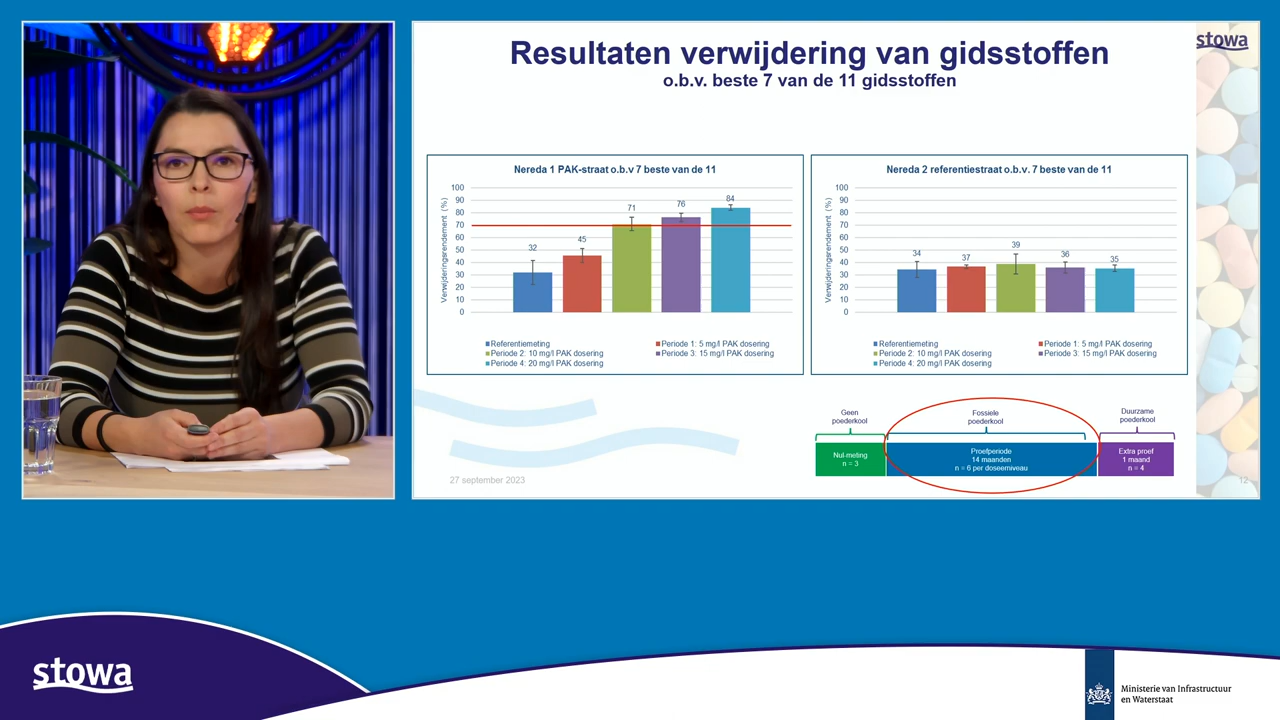 Resultaten verwijdering van gidsstoffen
o.b.v. beste 7 van de 11 gidsstoffen
stowa
Nereda 1 PAK-straat o.b.v 7 beste van de 11
Verwijderingsrendement (%)
100
90
80
70
60
50
40
30
20
10
0
32
45
71
76
84
Referentiemeting
Periode 1: 5 mg/l PAK dosering
Periode 2: 10 mg/l PAK dosering
Periode 3: 15 mg/l PAK dosering
Periode 4: 20 mg/l PAK dosering
Nereda 2 referentiestraat o.b.v. 7 beste van de 11
Verwijderingsrendement (%)
100
90
80
70
60
50
40
30
20
10
0
34
37
39
36
35
Referentiemeting
Periode 1: 5 mg/l PAK dosering
Periode 2: 10 mg/l PAK dosering
Periode 3: 15 mg/l PAK dosering
Periode 4: 20 mg/l PAK dosering
Geen
poederkool
Fossiele
poederkool
Duurzame
poederkool
Nul-meting
n = 3
Proefperiode
14 maanden
n = 6 per doseerniveau
Extra proef
1 maand
n = 4
27 september 2023
12
stowa
Ministerie van Infrastructuur
en Waterstaat